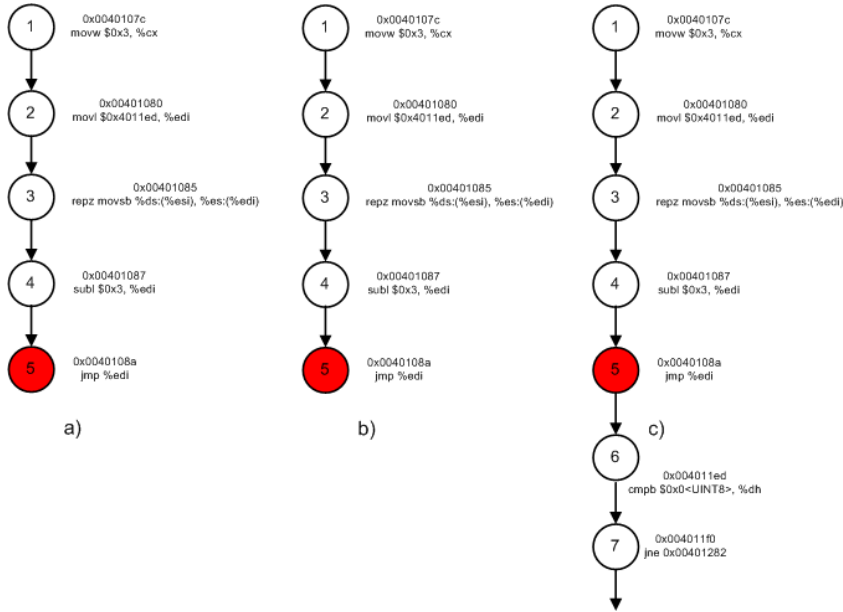 1
0x0040107c
movw $0x3, %cx
2
0x00401080
movl $0x4011ed, %edi
3
0x00401085
repz movsb %ds:(%esi), %es:(%edi)
4
0x00401087
subl $0x3, %edi
5
0x0040108a
jmp %edi
a)
1
0x0040107c
movw $0x3, %cx
2
0x00401080
movl $0x4011ed, %edi
3
0x00401085
repz movsb %ds:(%esi), %es:(%edi)
4
0x00401087
subl $0x3, %edi
5
0x0040108a
jmp %edi
b)
1
0x0040107c
movw $0x3, %cx
2
0x00401080
movl $0x4011ed, %edi
3
0x00401085
repz movsb %ds:(%esi), %es:(%edi)
4
0x00401087
subl $0x3, %edi
5
0x0040108a
jmp %edi
c)
6
0x004011ed
cmpb $0x0<UINT8>, %dh
7
0x004011f0
jne 0x00401282